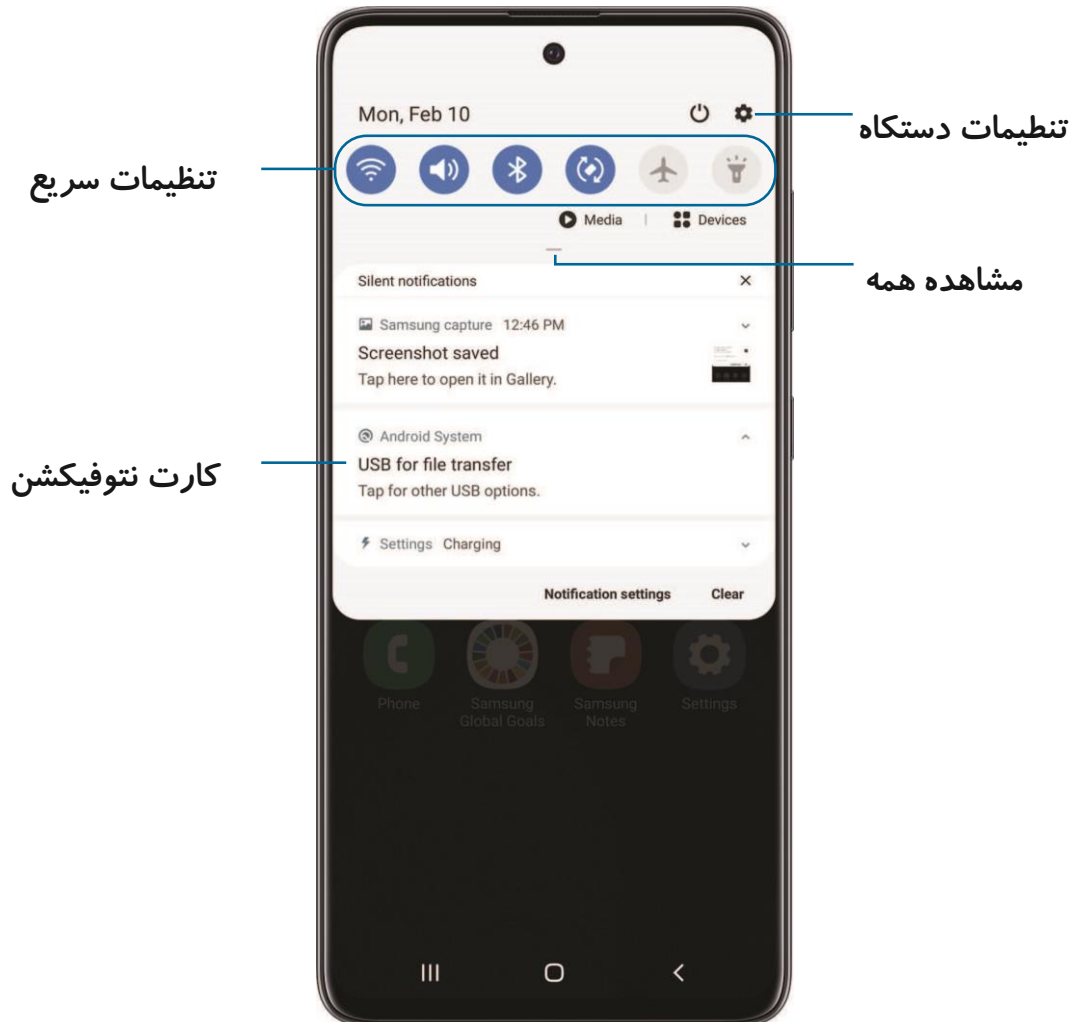 Mon, Feb 10
تنطیمات دستکاه
تنظیمات سریع
Media | Devices
مشاهده همه
Silent notifications
Samsung capture 12:46 PM
Screenshot saved
Tap here to open it in Gallery.
Android System
USB for file transfer
کارت نتوفیکشن
Tap for other USB options.
Settings Charging
Notification settings Clear
Phone
Samsung Global Goals
Samsung Notes
Settings